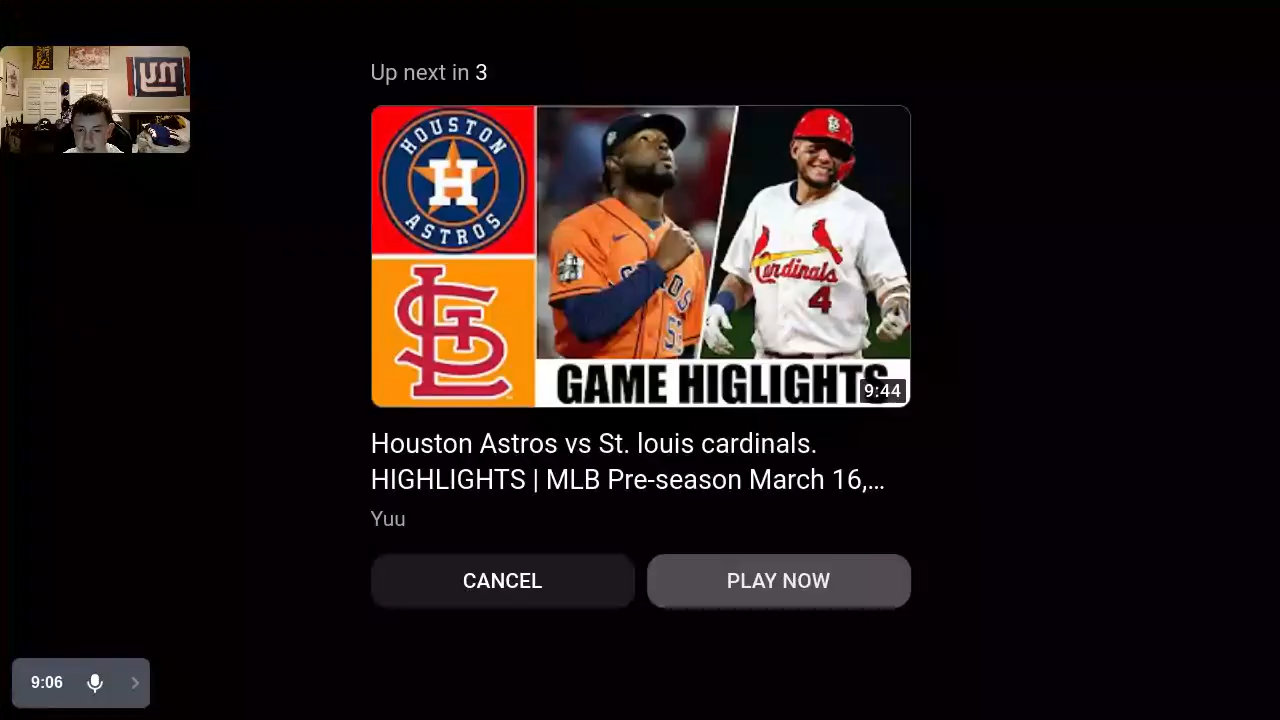 Up next in 3
HOUSTON
H
ASTROS
STL
Cardinals
4
GAME HIGLIGHTS
9:44
Houston Astros vs St. louis cardinals.
HIGHLIGHTS | MLB Pre-season March 16,...
Yuu
CANCEL
PLAY NOW
9:06